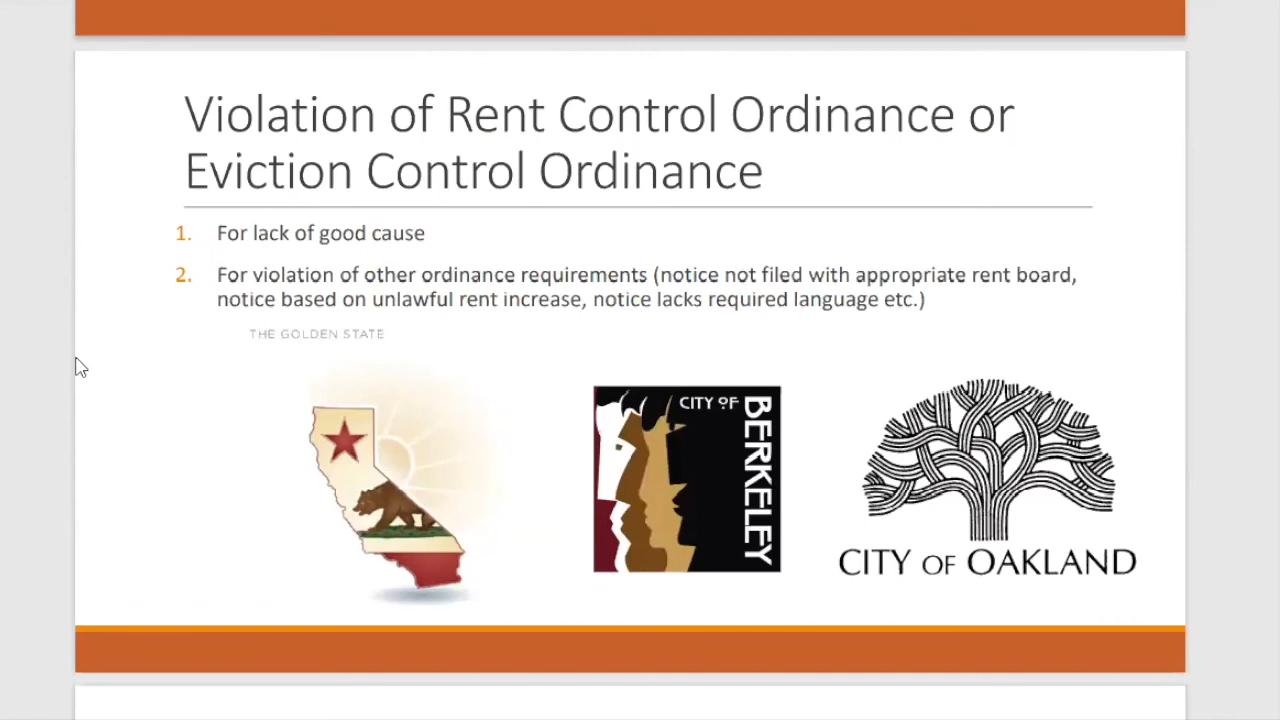 Violation of Rent Control Ordinance or
Eviction Control Ordinance
1. For lack of good cause
2. For violation of other ordinance requirements (notice not filed with appropriate rent board,
notice based on unlawful rent increase, notice lacks required language etc.)
THE GOLDEN STATE
CITY OF
BERKELEY
CITY OF OAKLAND